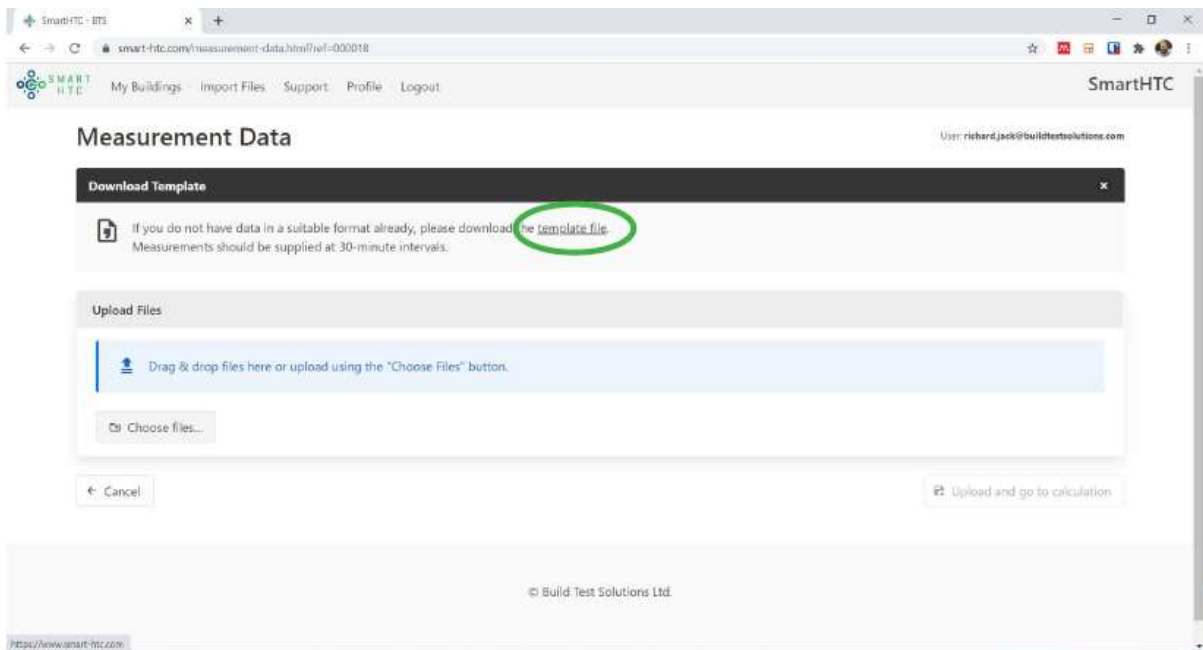 SmartHTC - BTS
smart-htc.com/measurement-data.html?ref=000018
SMART
HTC
My Buildings Import Files Support Profile Logout
SmartHTC
Measurement Data
User: richard.jack@buildtestsolutions.com
Download Template
If you do not have data in a suitable format already, please download the template file.
Measurements should be supplied at 30-minute intervals.
Upload Files
Drag & drop files here or upload using the "Choose Files" button.
Choose files...
Cancel
Upload and go to calculation
© Build Test Solutions Ltd.
https://www.smart-htc.com